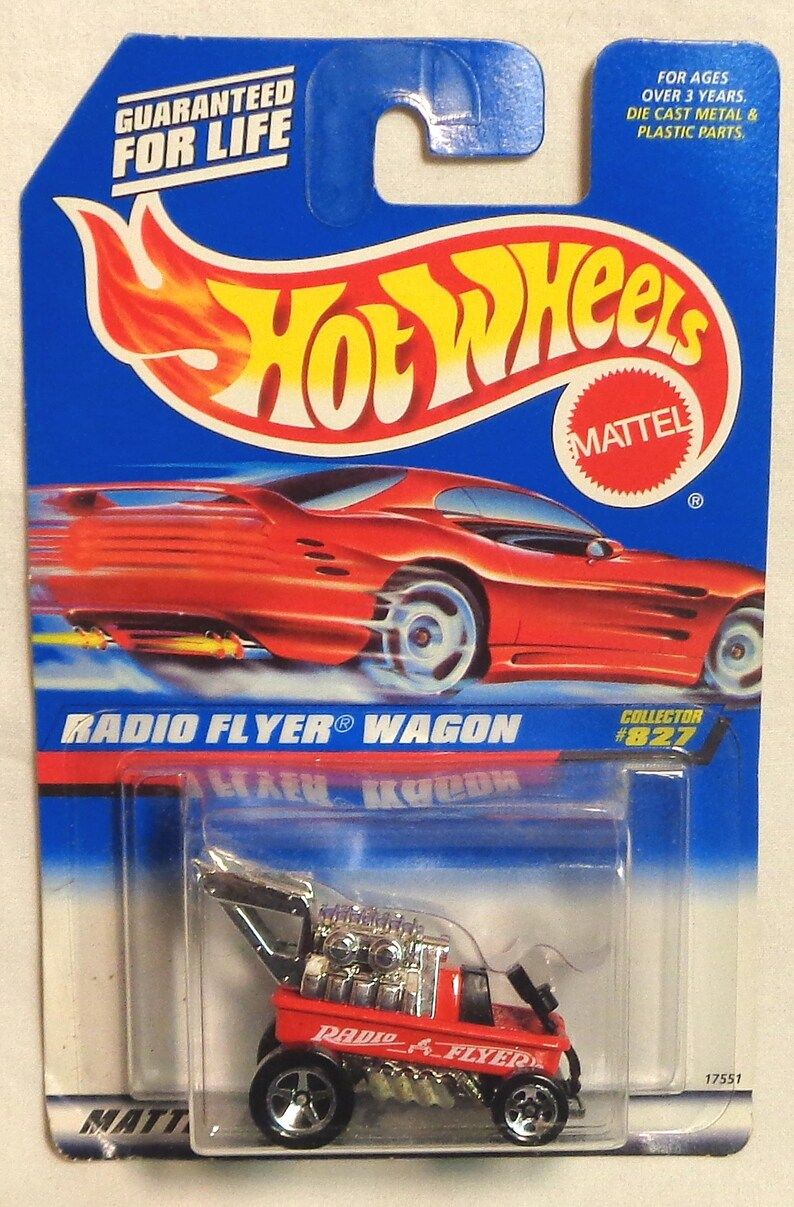 GUARANTEED
FOR LIFE
FOR AGES
OVER 3 YEARS.
DIE CAST METAL &
PLASTIC PARTS.
HOT WHEELS
MATTEL
®
RADIO FLYER® WAGON
COLLECTOR
#827
RADIO FLYER
17551
MATT